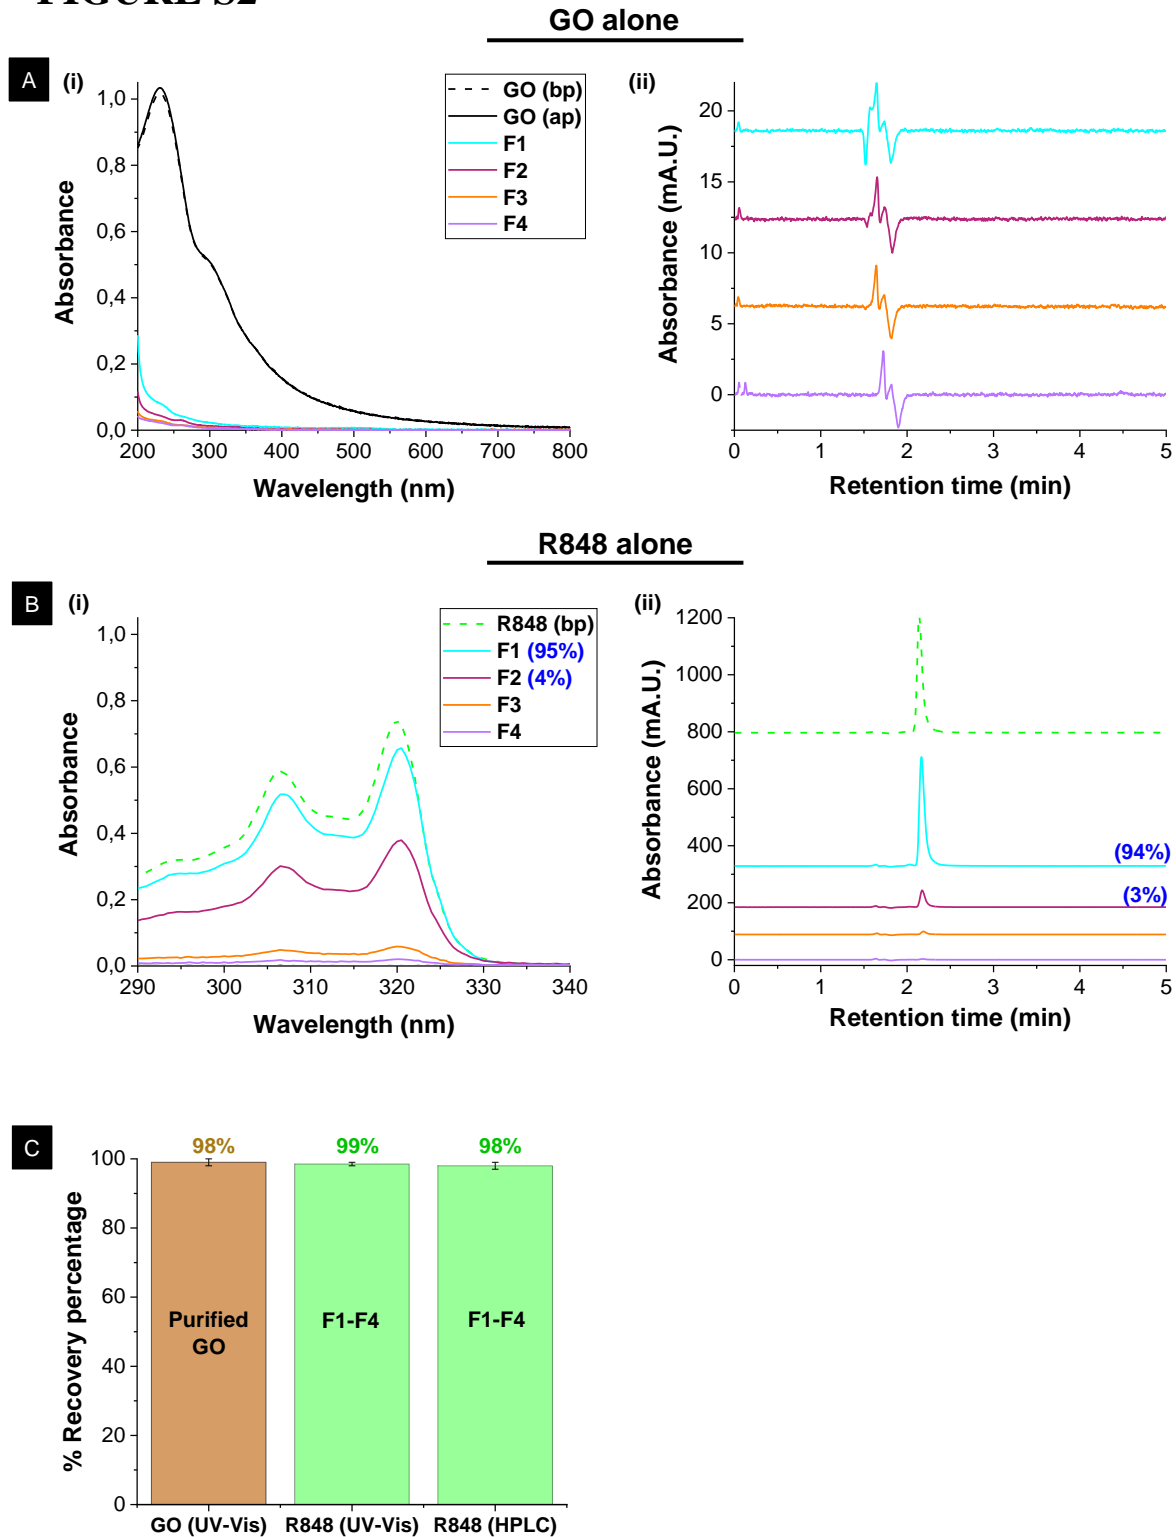 FIGURE S2
GO alone
A
(i)
GO (bp)
GO (ap)
F1
F2
F3
F4
1,0
0,8
0,6
0,4
0,2
0,0
Absorbance
200 300 400 500 600 700 800
Wavelength (nm)
(ii)
20
15
10
5
0
Absorbance (mA.U.)
0 1 2 3 4 5
Retention time (min)
R848 alone
B
(i)
R848 (bp)
F1 (95%)
F2 (4%)
F3
F4
1,0
0,8
0,6
0,4
0,2
0,0
Absorbance
290 300 310 320 330 340
Wavelength (nm)
(ii)
1200
1000
800
600
400
200
0
Absorbance (mA.U.)
(94%)
(3%)
0 1 2 3 4 5
Retention time (min)
C
98% 99% 98%
100
80
60
40
20
0
% Recovery percentage
Purified
GO
F1-F4
F1-F4
GO (UV-Vis) R848 (UV-Vis) R848 (HPLC)